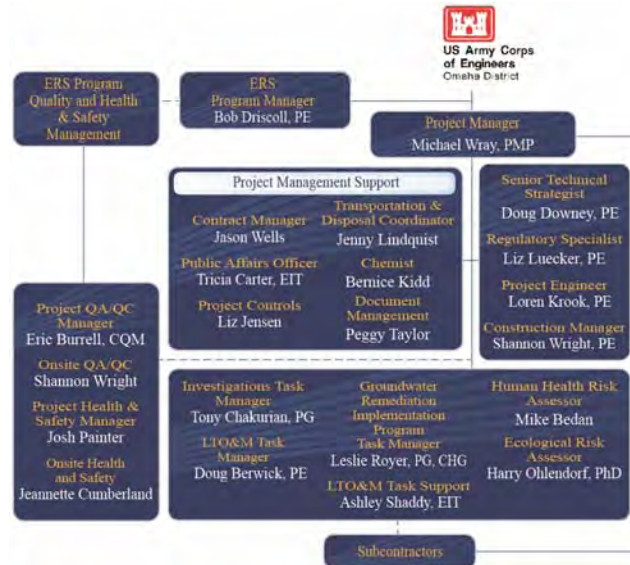 US Army Corps
of Engineers
Omaha District
ERS Program
Quality and Health
& Safety
Management
ERS
Program Manager
Bob Driscoll, PE
Project Manager
Michael Wray, PMP
Project Management Support
Contract Manager
Jason Wells
Public Affairs Officer
Tricia Carter, EIT
Project Controls
Liz Jensen
Transportation &
Disposal Coordinator
Jenny Lindquist
Chemist
Bernice Kidd
Document
Management
Peggy Taylor
Senior Technical
Strategist
Doug Downey, PE
Regulatory Specialist
Liz Luecker, PE
Project Engineer
Loren Krook, PE
Construction Manager
Shannon Wright, PE
Project QA/QC
Manager
Eric Burrell, CQM
Onsite QA/QC
Shannon Wright
Project Health &
Safety Manager
Josh Painter
Onsite Health
and Safety
Jeannette Cumberland
Investigations Task
Manager
Tony Chakurian, PG
LTO&M Task
Manager
Doug Berwick, PE
Groundwater
Remediation
Implementation
Program
Task Manager
Leslie Royer, PG, CHG
LTO&M Task Support
Ashley Shaddy, EIT
Human Health Risk
Assessor
Mike Bedan
Ecological Risk
Assessor
Harry Ohlendorf, PhD
Subcontractors